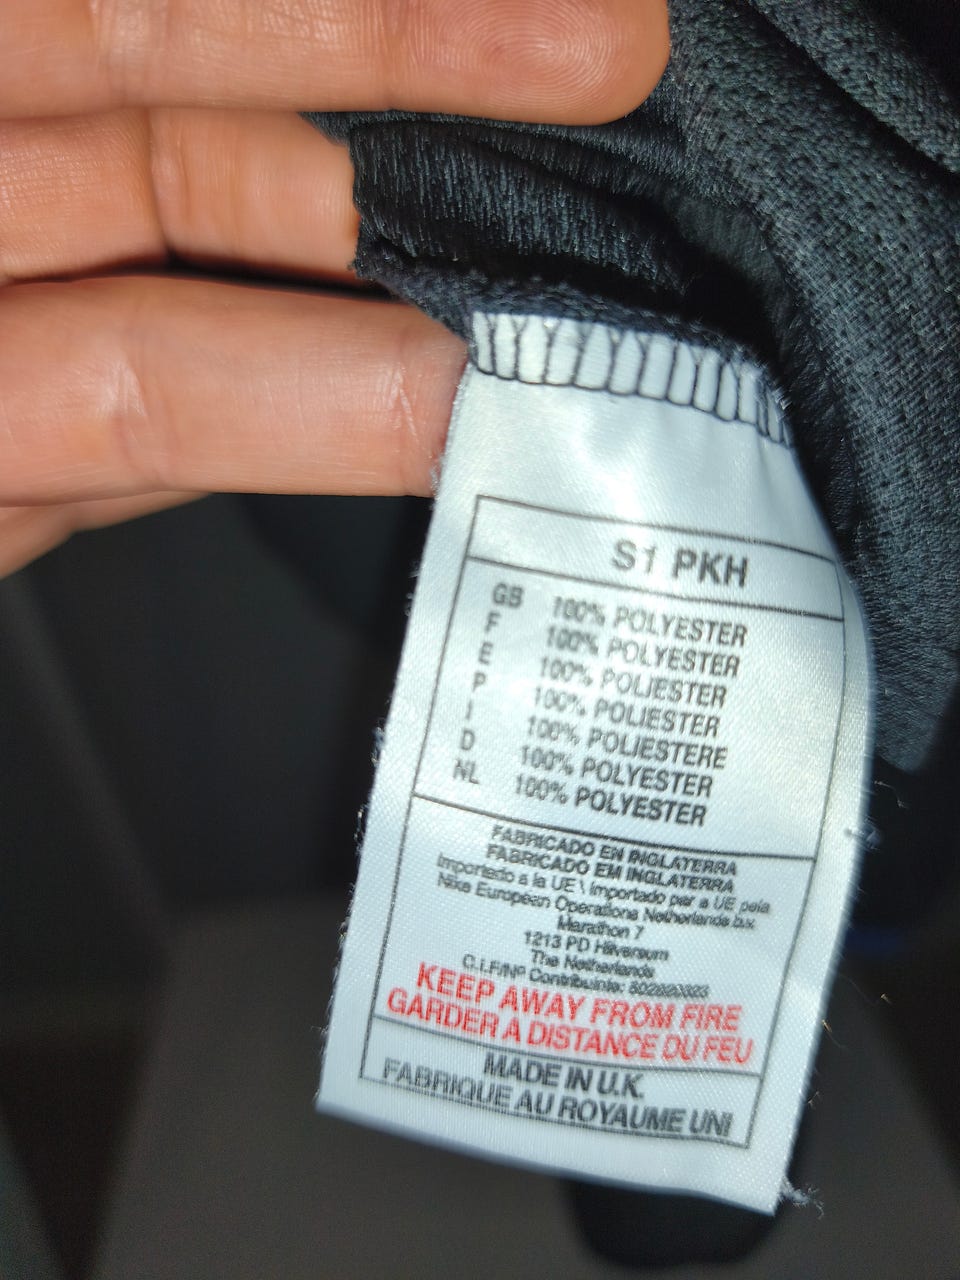 S1 PKH
GB 100% POLYESTER
F 100% POLYESTER
E 100% POLIESTER
P 100% POLIESTER
I 100% POLIESTERE
D 100% POLYESTER
NL 100% POLYESTER
FABRICADO EN INGLATERRA
FABRICADO EM INGLATERRA
Importado a la UE \ Importado par a UE pela
Nike European Operations Netherlands b.v.
Marathon 7
1213 PD Hilversum
The Netherlands
C.I.F/Nº Contribuinte:
KEEP AWAY FROM FIRE
GARDER A DISTANCE DU FEU
MADE IN U.K.
FABRIQUE AU ROYAUME UNI